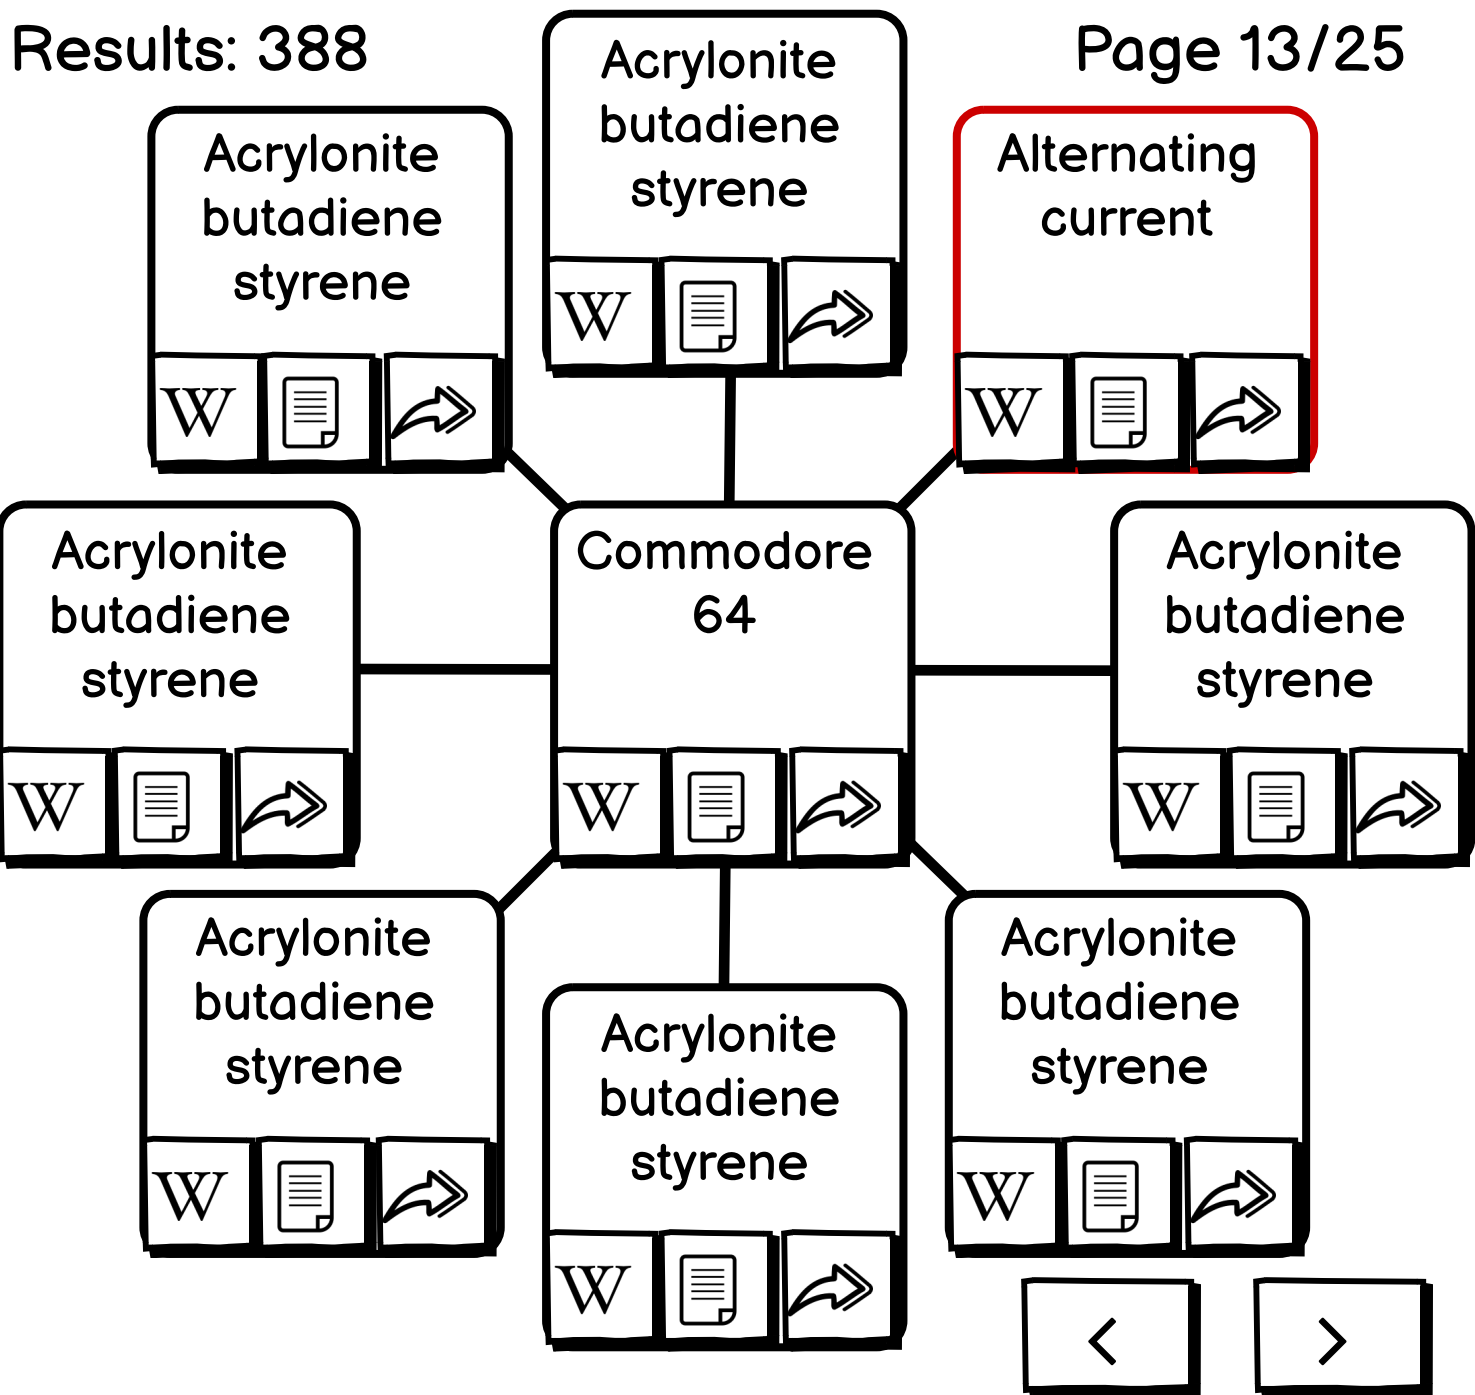 Results: 388
Page 13/25
Acrylonite
butadiene
styrene
W
Acrylonite
butadiene
styrene
W
Alternating
current
W
Acrylonite
butadiene
styrene
W
Commodore
64
W
Acrylonite
butadiene
styrene
W
Acrylonite
butadiene
styrene
W
Acrylonite
butadiene
styrene
W
Acrylonite
butadiene
styrene
W
< >